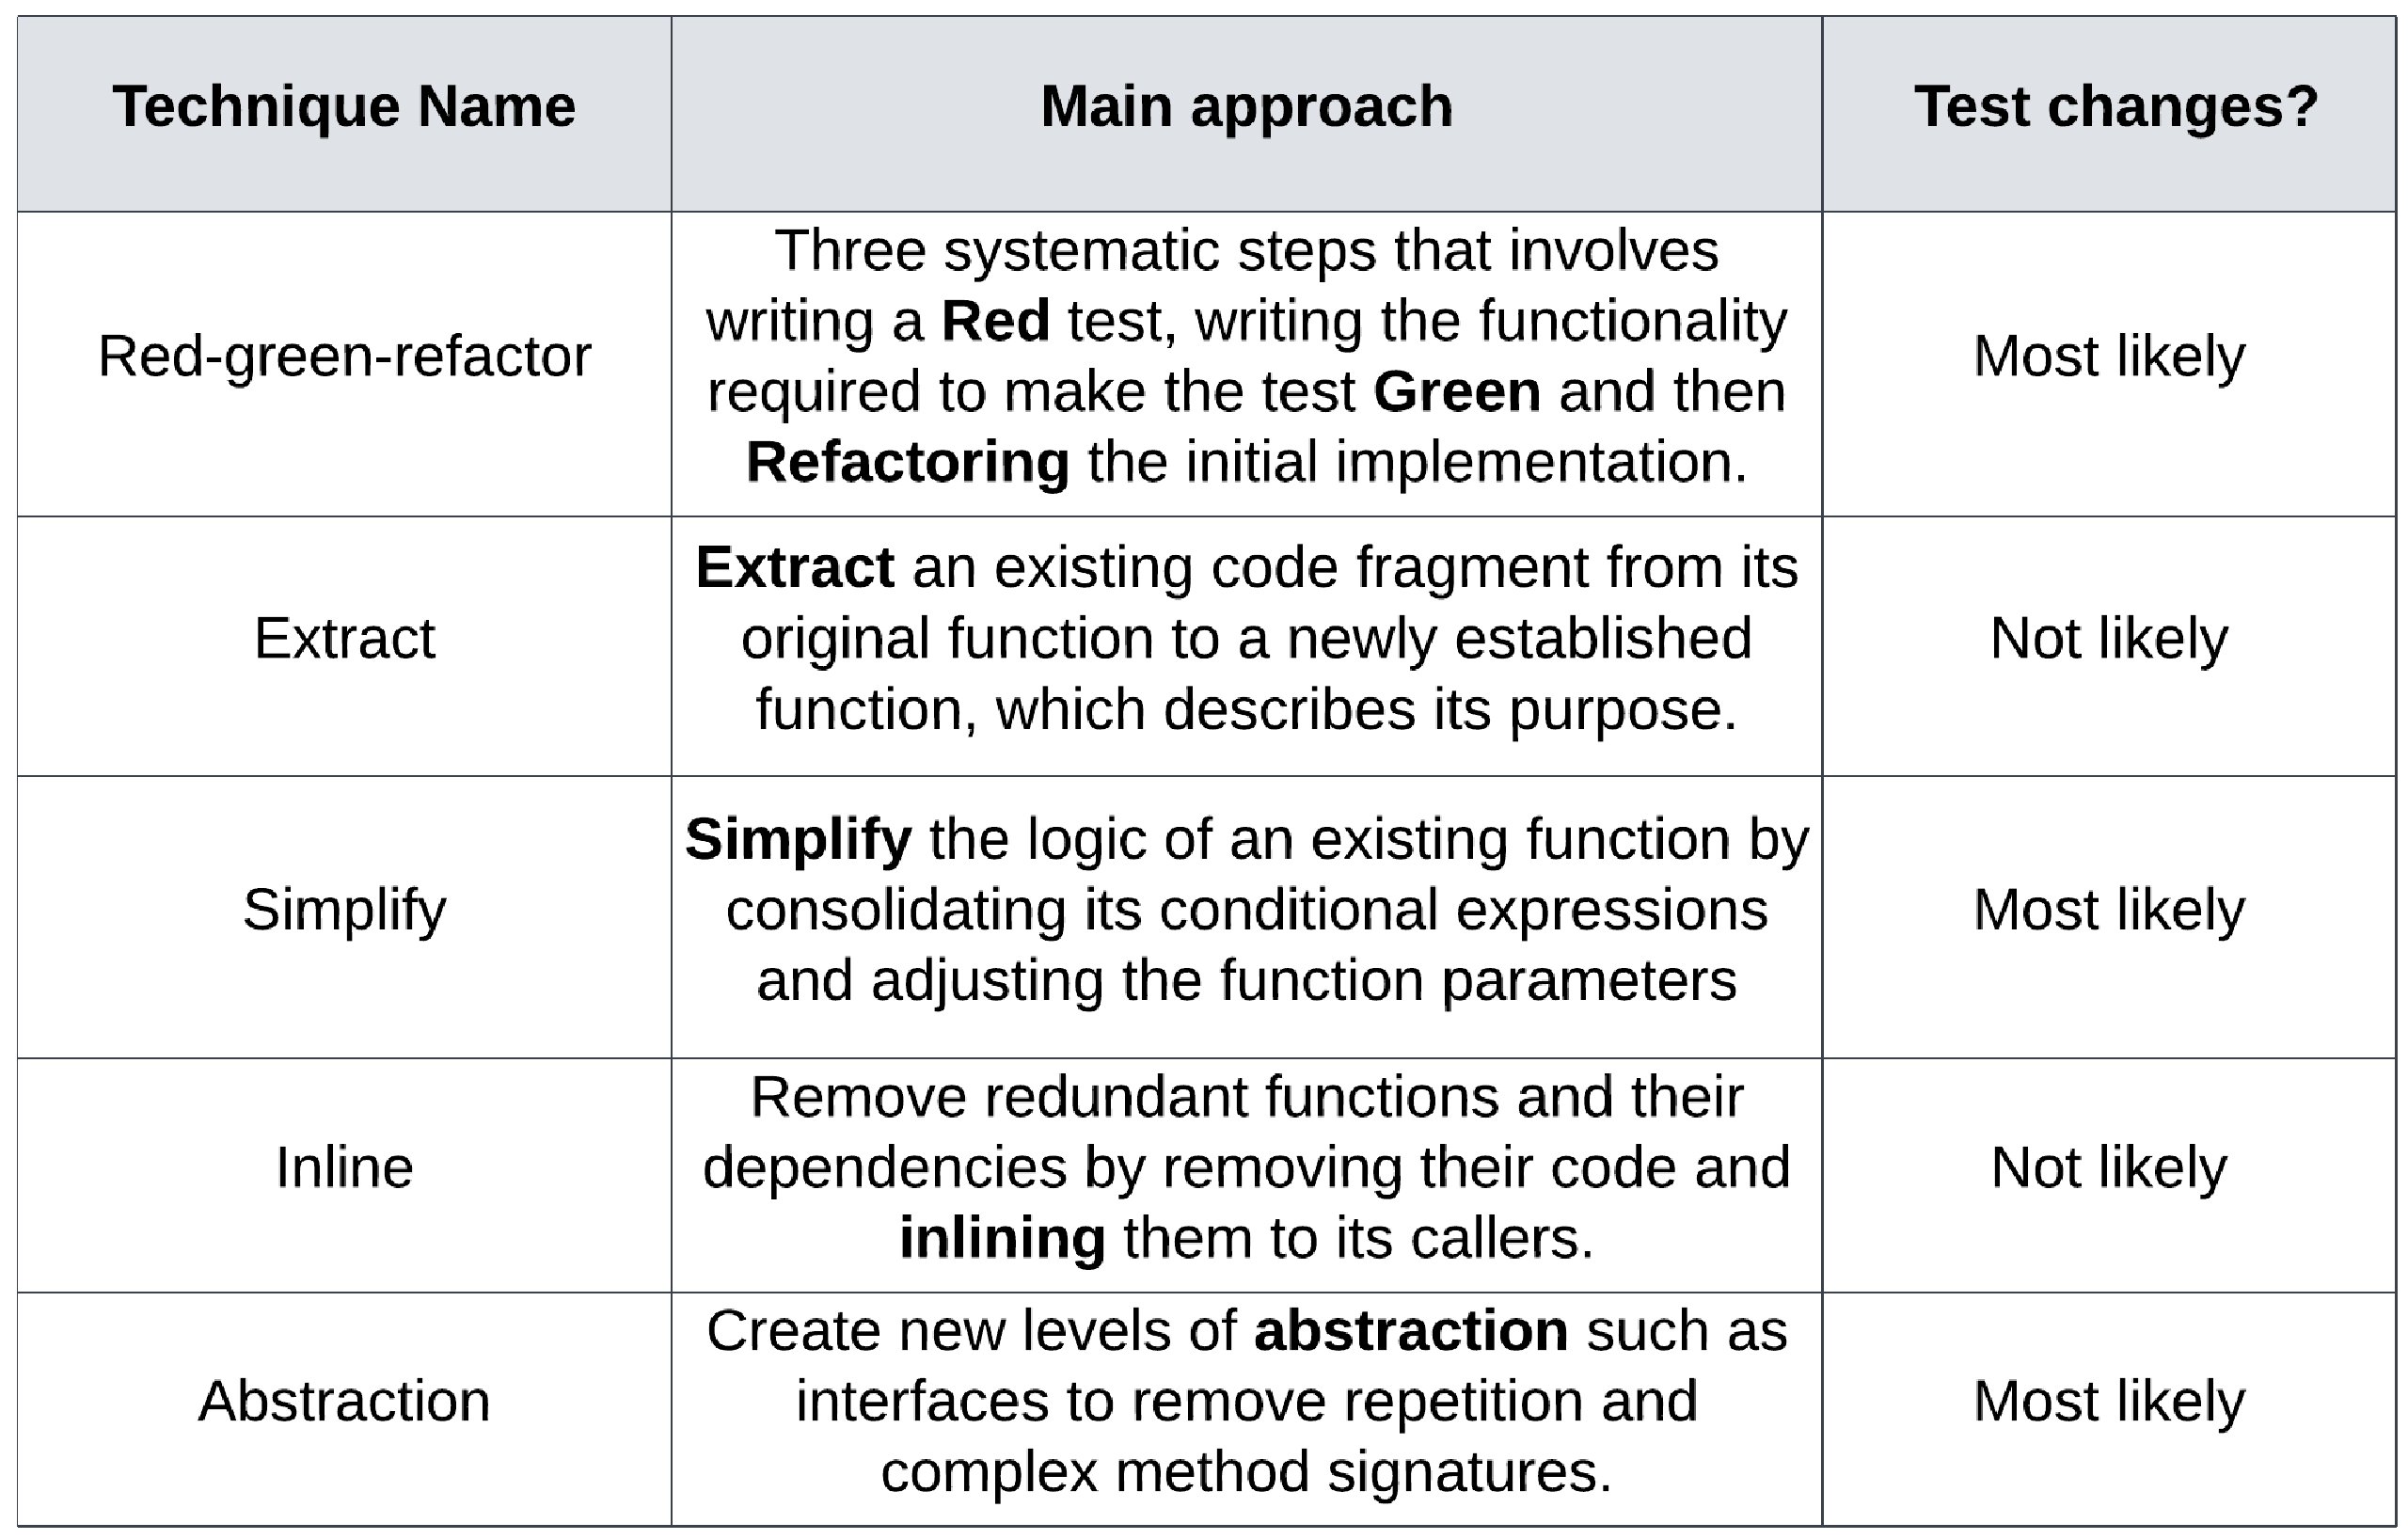 Technique Name
Main approach
Test changes?
Red-green-refactor
Three systematic steps that involves
writing a Red test, writing the functionality
required to make the test Green and then
Refactoring the initial implementation.
Most likely
Extract
Extract an existing code fragment from its
original function to a newly established
function, which describes its purpose.
Not likely
Simplify
Simplify the logic of an existing function by
consolidating its conditional expressions
and adjusting the function parameters
Most likely
Inline
Remove redundant functions and their
dependencies by removing their code and
inlining them to its callers.
Not likely
Abstraction
Create new levels of abstraction such as
interfaces to remove repetition and
complex method signatures.
Most likely